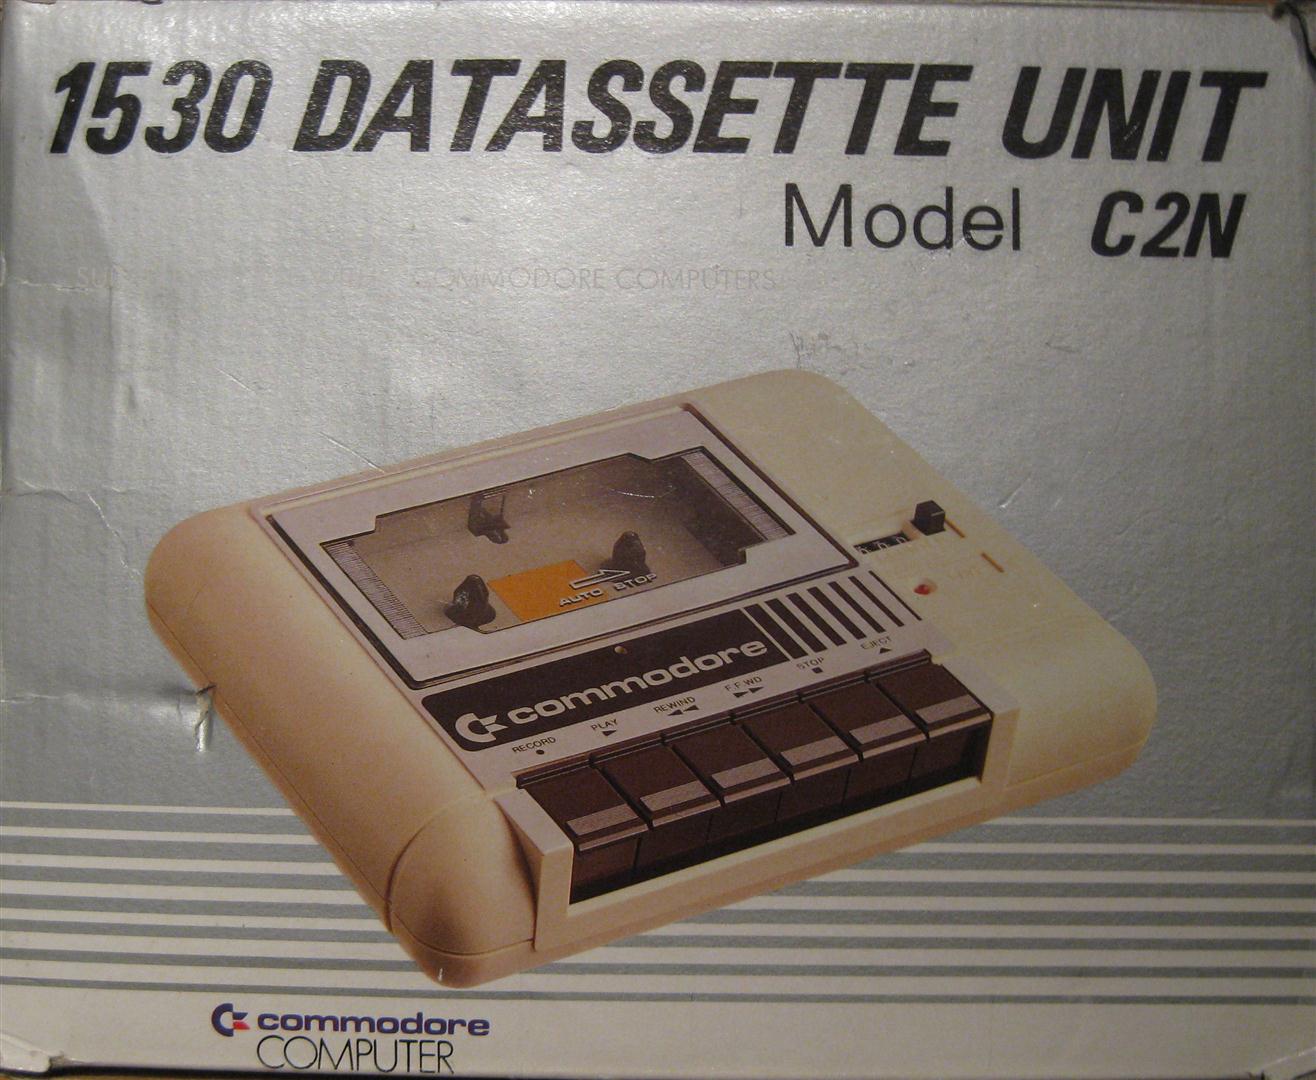 1530 DATASSETTE UNIT
Model C2N
COMMODORE COMPUTERS
AUTO STOP
commodore
RECORD PLAY REWIND F.FWD STOP EJECT
commodore
COMPUTER